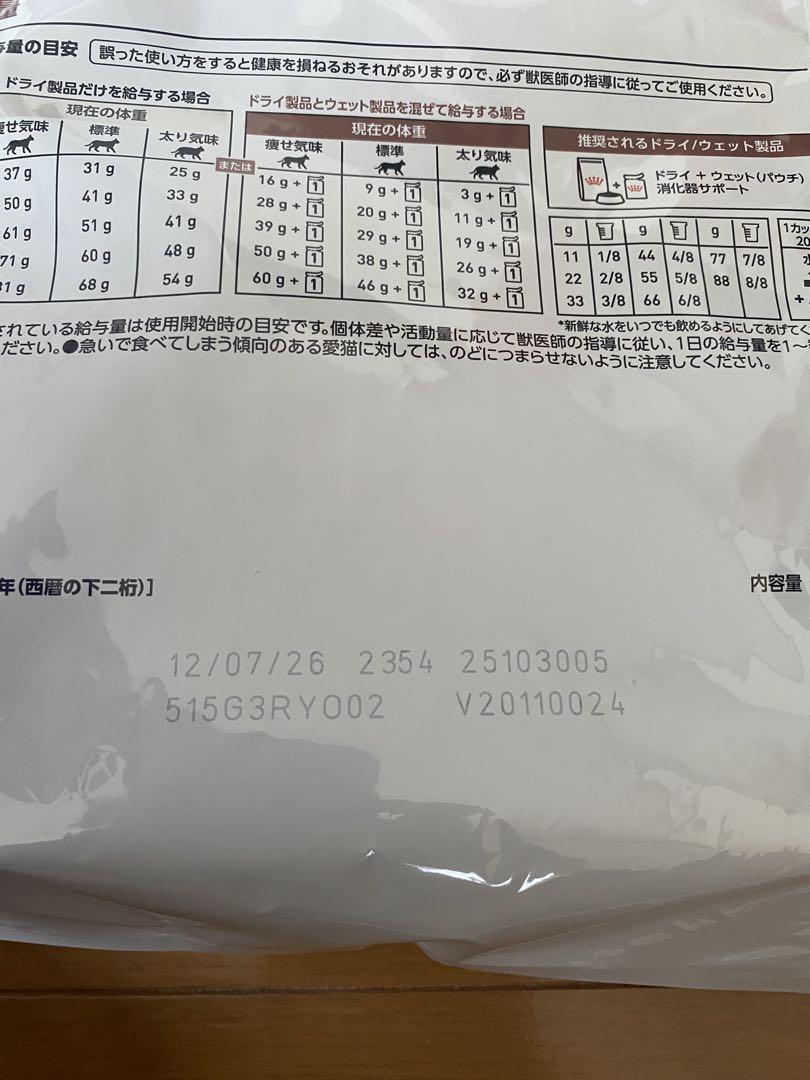 与量の目安 誤った使い方をすると健康を損ねるおそれがありますので、必ず獣医師の指導に従ってご使用ください。
ドライ製品だけを給与する場合
現在の体重
痩せ気味 標準 太り気味
37 g 31 g 25 g
50 g 41 g 33 g
61 g 51 g 41 g
71 g 60 g 48 g
81 g 68 g 54 g
または
ドライ製品とウェット製品を混ぜて給与する場合
現在の体重
痩せ気味 標準 太り気味
16 g + 1 9 g + 1 3 g + 1
28 g + 1 20 g + 1 11 g + 1
39 g + 1 29 g + 1 19 g + 1
50 g + 1 38 g + 1 26 g + 1
60 g + 1 46 g + 1 32 g + 1
推奨されるドライ/ウェット製品
+ ドライ + ウェット(パウチ)
消化器サポート
g g g
11 1/8 44 4/8 77 7/8
22 2/8 55 5/8 88 8/8
33 3/8 66 6/8
1カッ
20
水
+
*新鮮な水をいつでも飲めるようにしてあげてく
されている給与量は使用開始時の目安です。個体差や活動量に応じて獣医師の指導に従い、1日の給与量を1〜
ださい。●急いで食べてしまう傾向のある愛猫に対しては、のどにつまらせないように注意してください。
年(西暦の下二桁)]
内容量
12/07/26 2354 25103005
515G3RY002 V20110024